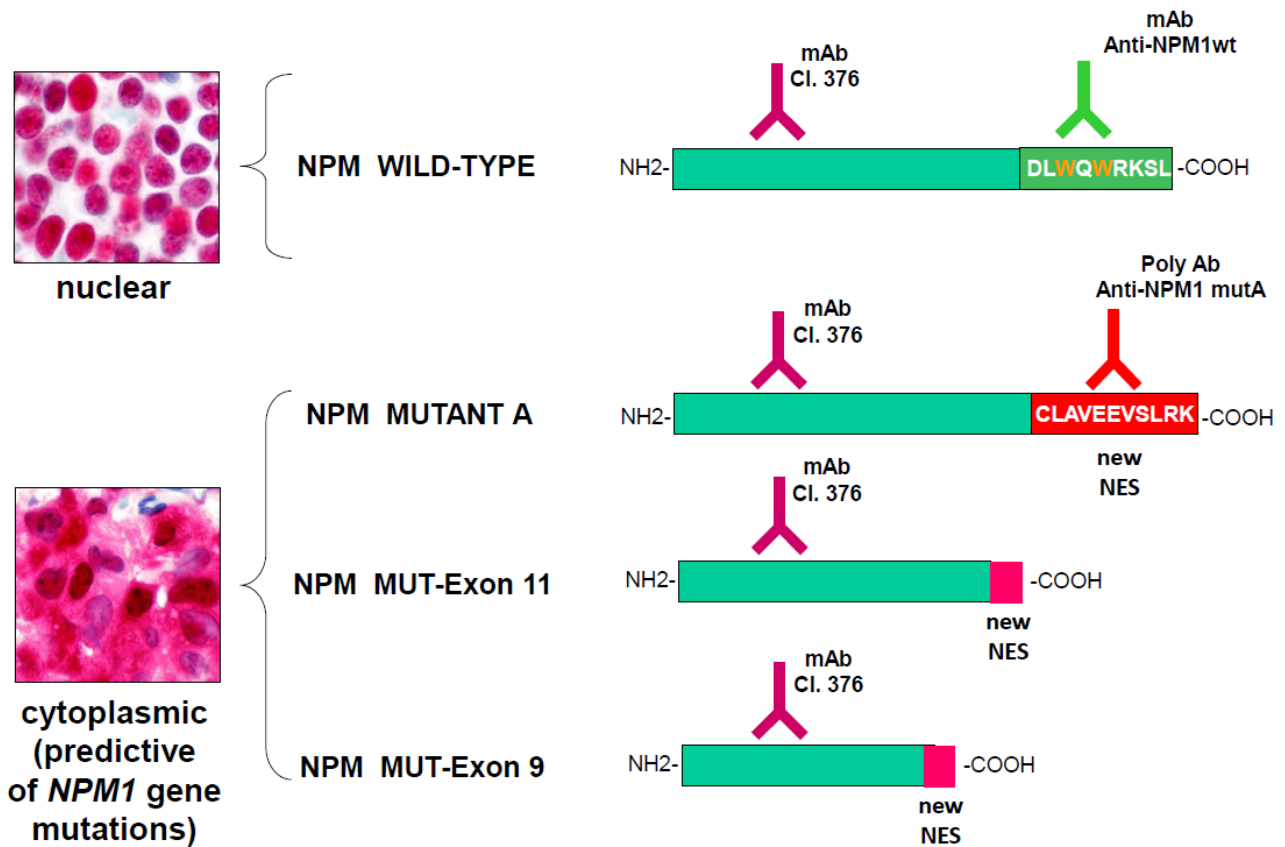 mAb
Anti-NPM1wt
mAb
Cl. 376
NPM WILD-TYPE
NH2-
DLWQWRKSL
-COOH
nuclear
Poly Ab
Anti-NPM1 mutA
mAb
Cl. 376
NPM MUTANT A
NH2-
CLAVEEVSLRK
-COOH
new
NES
mAb
Cl. 376
NPM MUT-Exon 11
NH2-
-COOH
new
NES
mAb
Cl. 376
cytoplasmic
(predictive
of NPM1 gene
mutations)
NPM MUT-Exon 9
NH2-
-COOH
new
NES